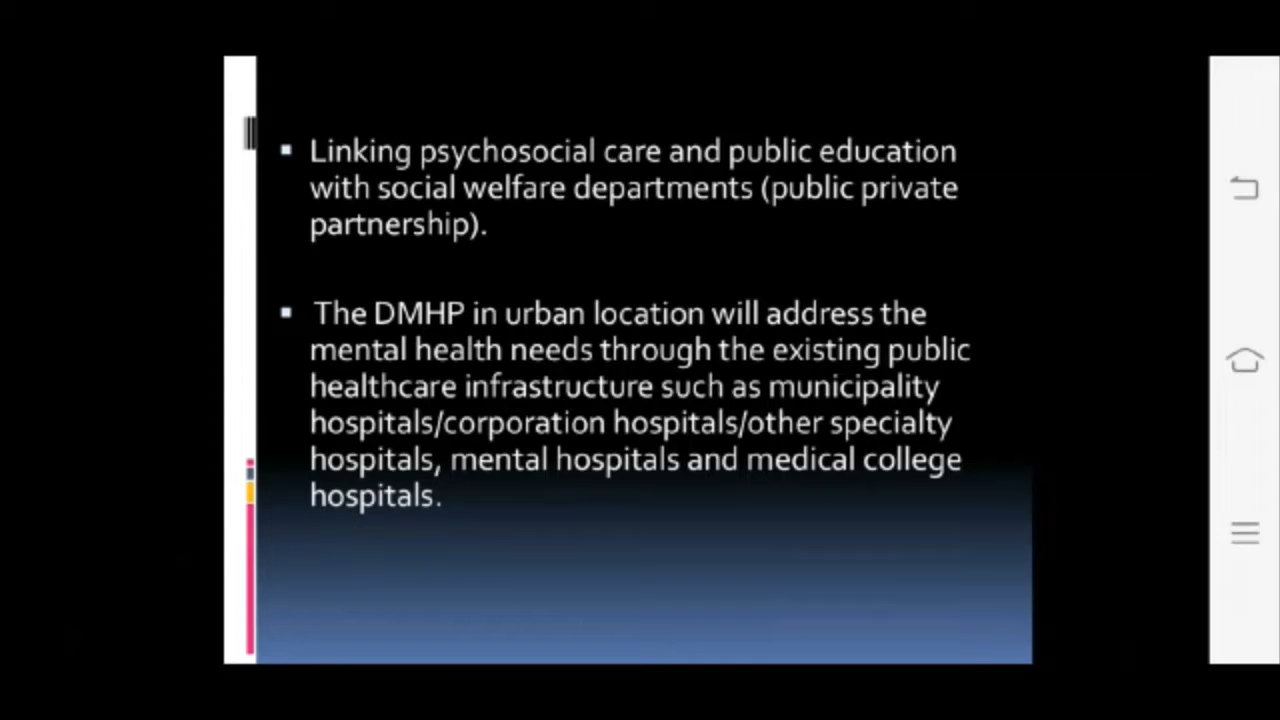 Linking psychosocial care and public education
with social welfare departments (public private
partnership).
The DMHP in urban location will address the
mental health needs through the existing public
healthcare infrastructure such as municipality
hospitals/corporation hospitals/other specialty
hospitals, mental hospitals and medical college
hospitals.